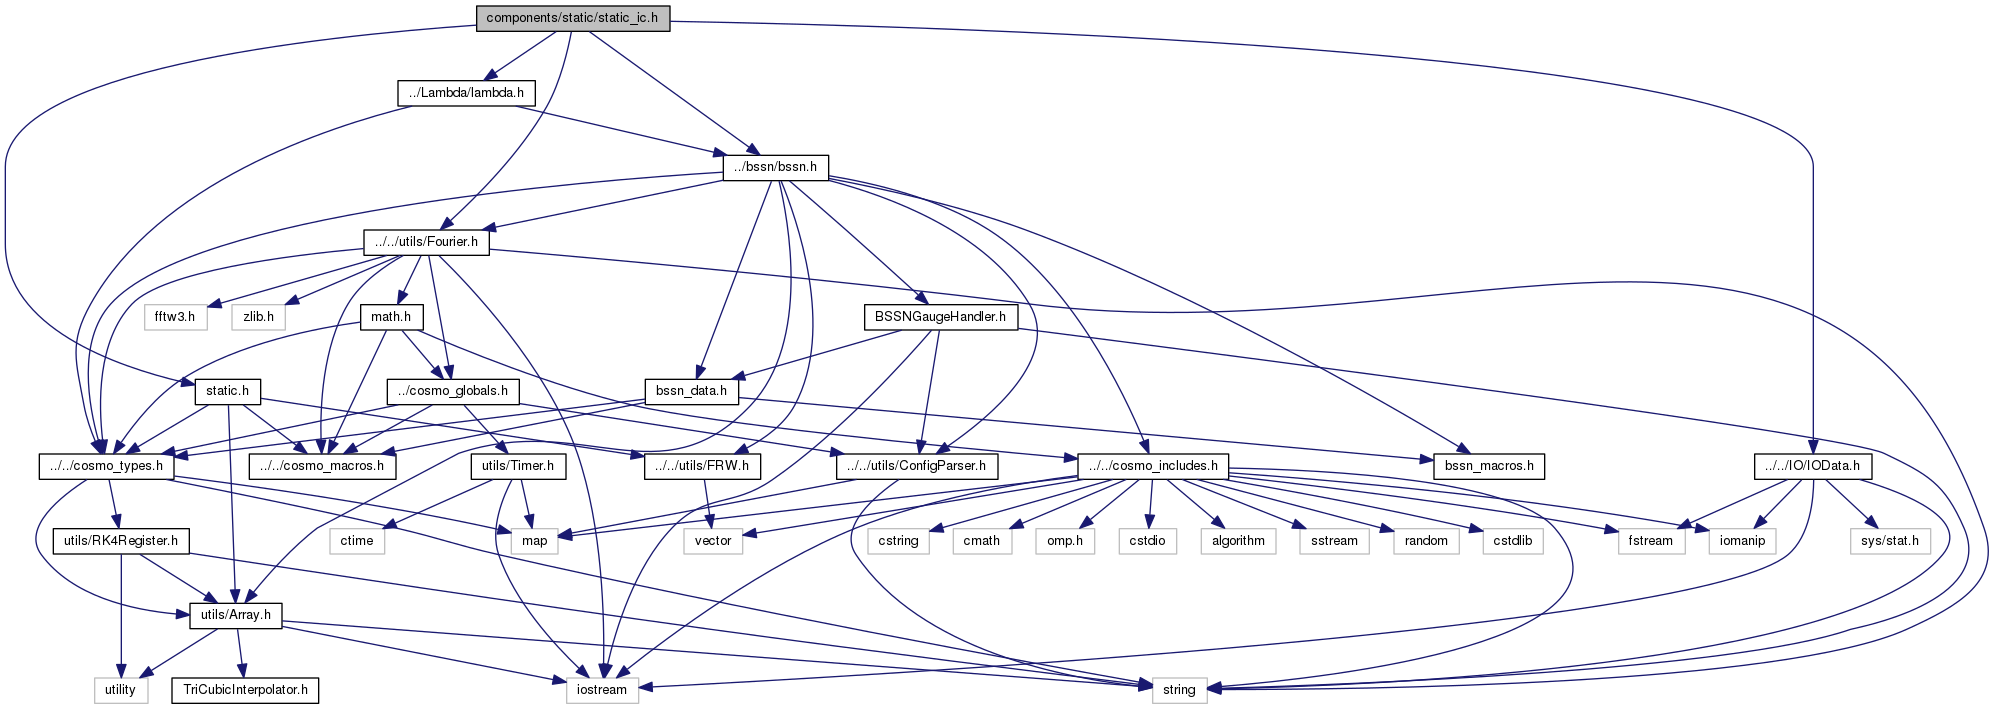 components/static/static_ic.h
../Lambda/lambda.h
../bssn/bssn.h
../../utils/Fourier.h
fftw3.h
zlib.h
math.h
BSSNGaugeHandler.h
static.h
../cosmo_globals.h
bssn_data.h
../../cosmo_types.h
../../cosmo_macros.h
utils/Timer.h
../../utils/FRW.h
../../utils/ConfigParser.h
../../cosmo_includes.h
bssn_macros.h
../../IO/IOData.h
utils/RK4Register.h
ctime
map
vector
cstring
cmath
omp.h
cstdio
algorithm
sstream
random
cstdlib
fstream
iomanip
sys/stat.h
utils/Array.h
utility
TriCubicInterpolator.h
iostream
string